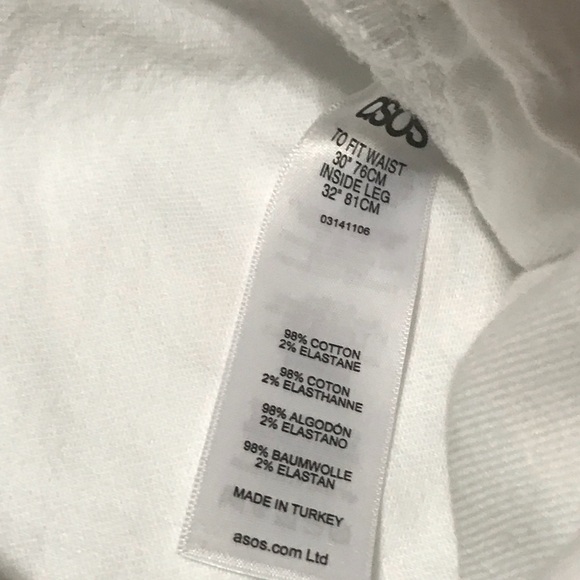 asos
TO FIT WAIST
30" 76CM
INSIDE LEG
32" 81CM
03141106
98% COTTON
2% ELASTANE
98% COTON
2% ELASTHANNE
98% ALGODÓN
2% ELASTANO
98% BAUMWOLLE
2% ELASTAN
MADE IN TURKEY
asos.com Ltd